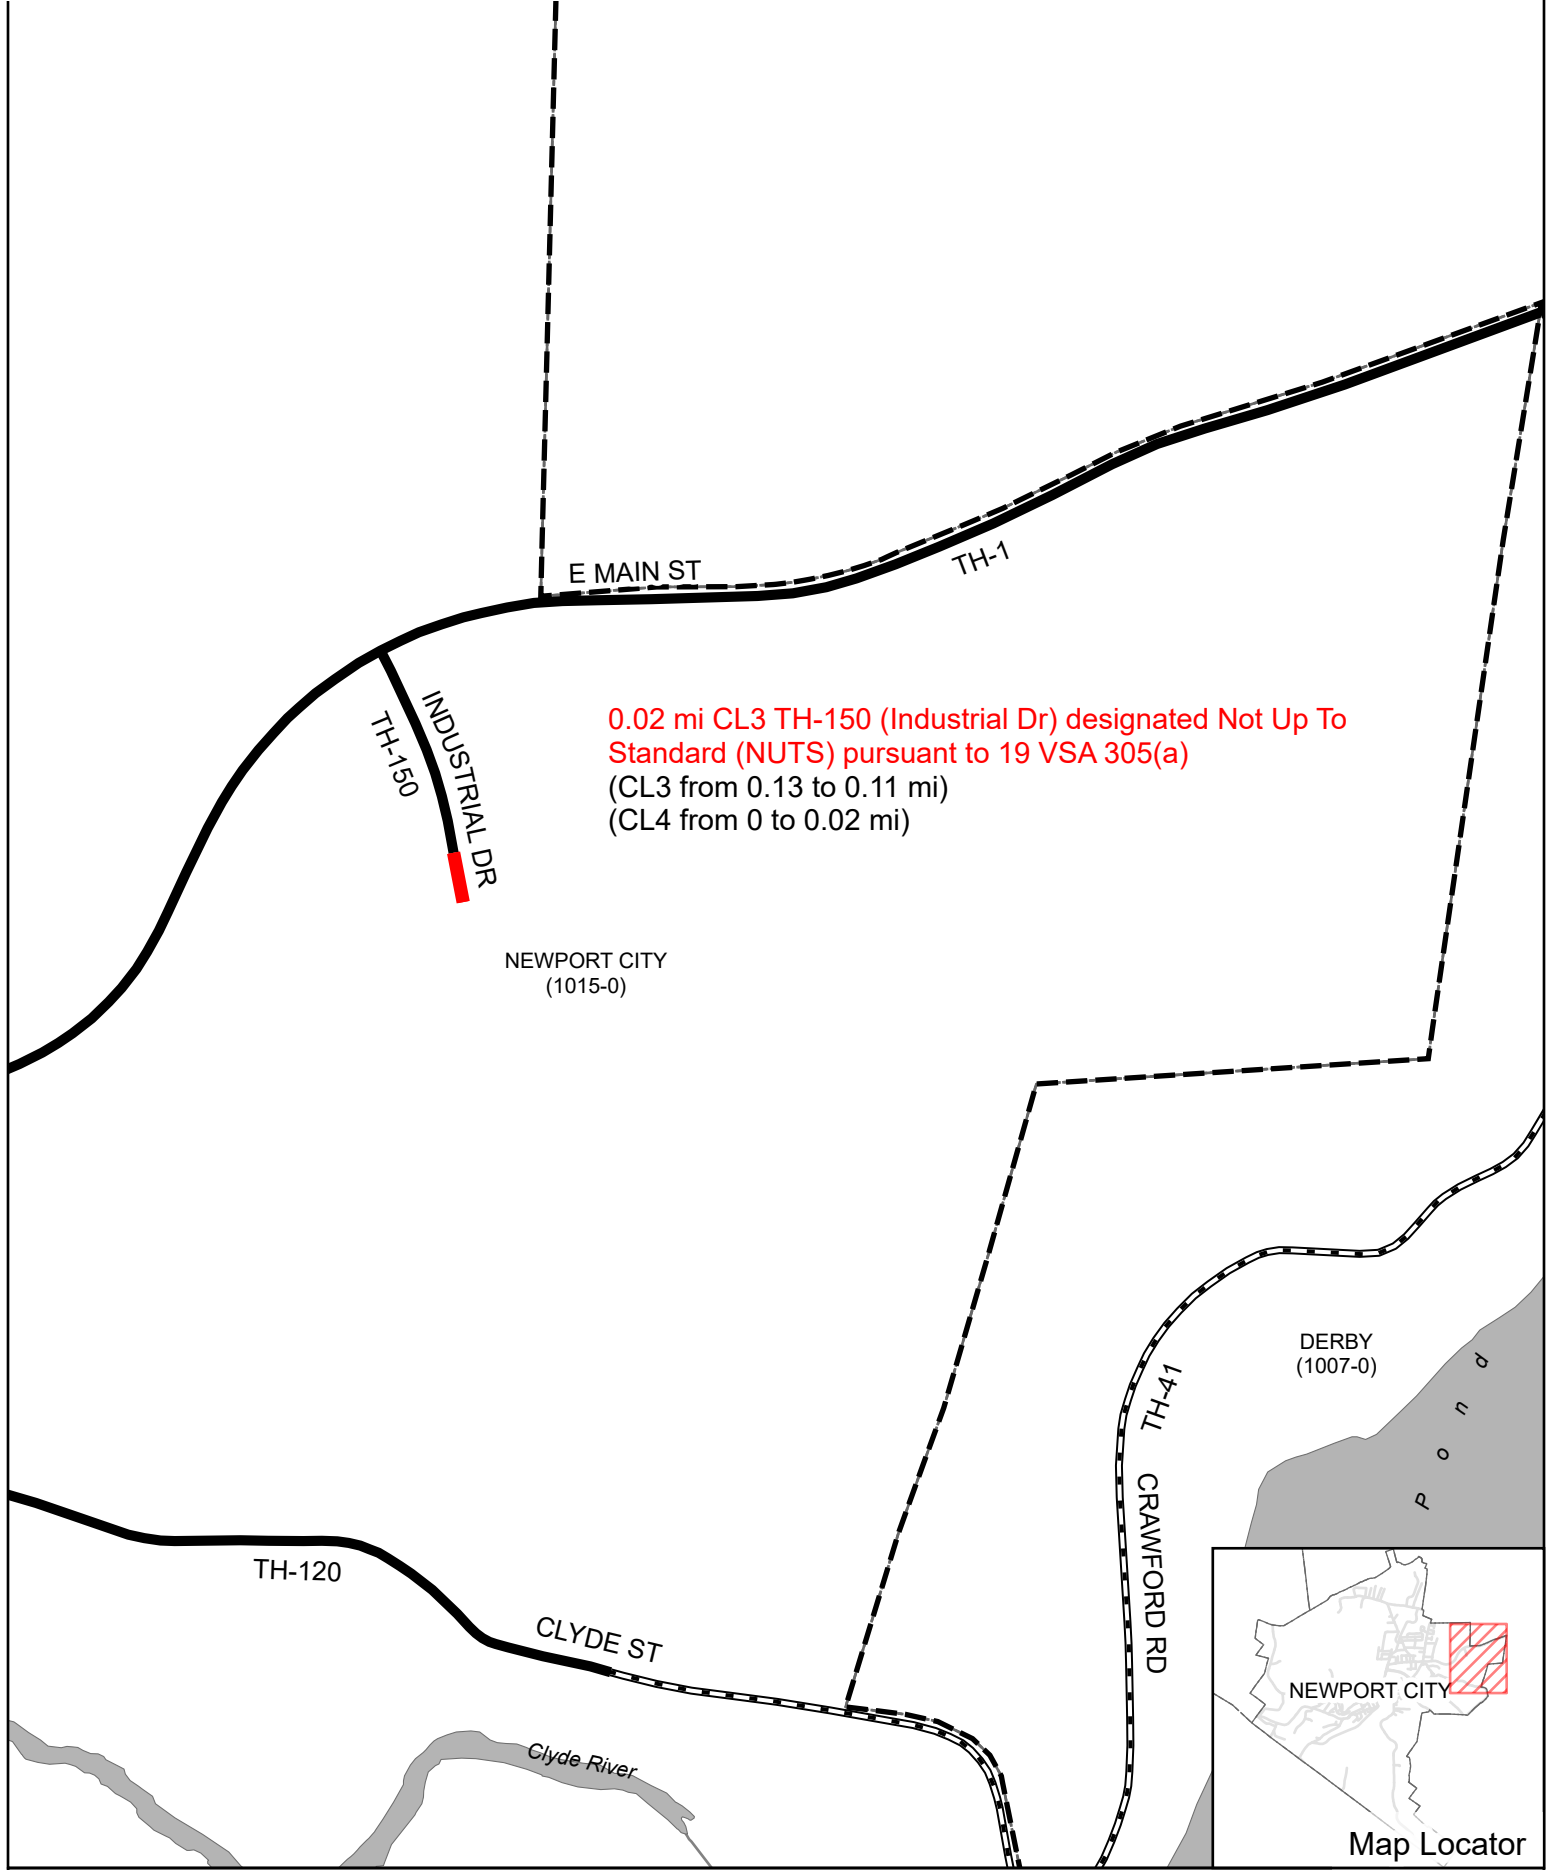 E MAIN ST
TH-1
INDUSTRIAL DR
TH-150
0.02 mi CL3 TH-150 (Industrial Dr) designated Not Up To
Standard (NUTS) pursuant to 19 VSA 305(a)
(CL3 from 0.13 to 0.11 mi)
(CL4 from 0 to 0.02 mi)
NEWPORT CITY
(1015-0)
DERBY
(1007-0)
TH-41
Pond
CRAWFORD RD
TH-120
CLYDE ST
Clyde River
NEWPORT CITY
Map Locator